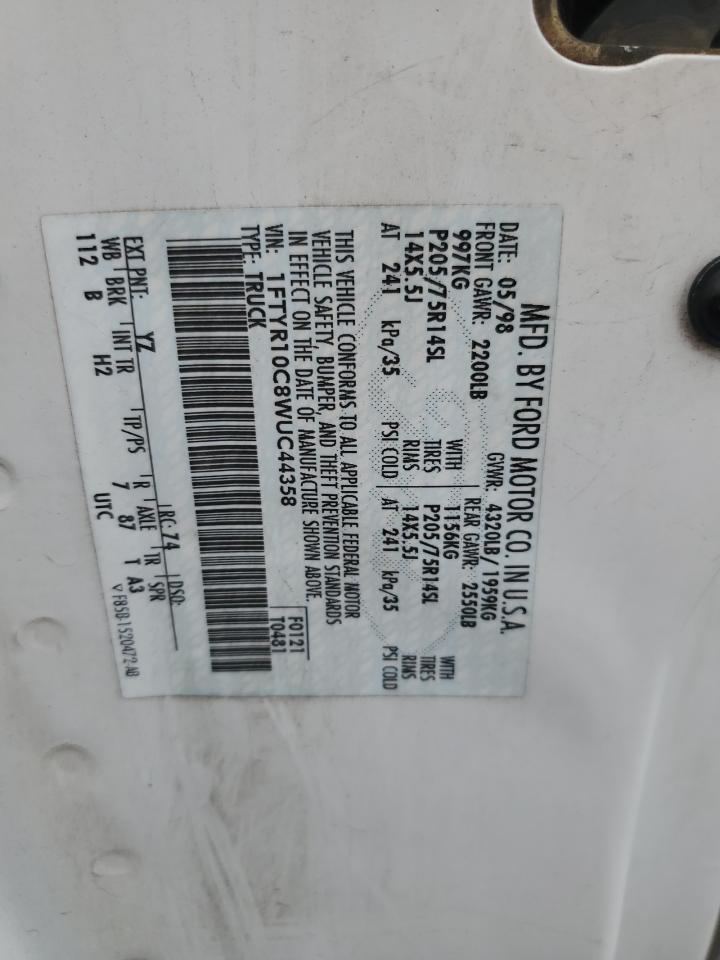 MFD. BY FORD MOTOR CO. IN U.S.A.
DATE: 05/98 GVWR: 4320LB/ 1959KG
FRONT GAWR: 2200LB REAR GAWR: 2550LB
997KG WITH 1156KG WITH
P205/75R14SL TIRES P205/75R14SL TIRES
14X5.5J RIMS 14X5.5J RIMS
AT 241 kPa/35 PSI COLD AT 241 kPa/35 PSI COLD
THIS VEHICLE CONFORMS TO ALL APPLICABLE FEDERAL MOTOR
VEHICLE SAFETY, BUMPER, AND THEFT PREVENTION STANDARDS
IN EFFECT ON THE DATE OF MANUFACTURE SHOWN ABOVE.
VIN: 1FTYR10C8WUC44358 F0121
TYPE: TRUCK T0481
EXT PNT: YZ RC: 74 DSO:
WB BRK INT TR TP/PS R AXLE TR SPR
112 B H2 7 87 T A3
UTC F85B-1520472-AB